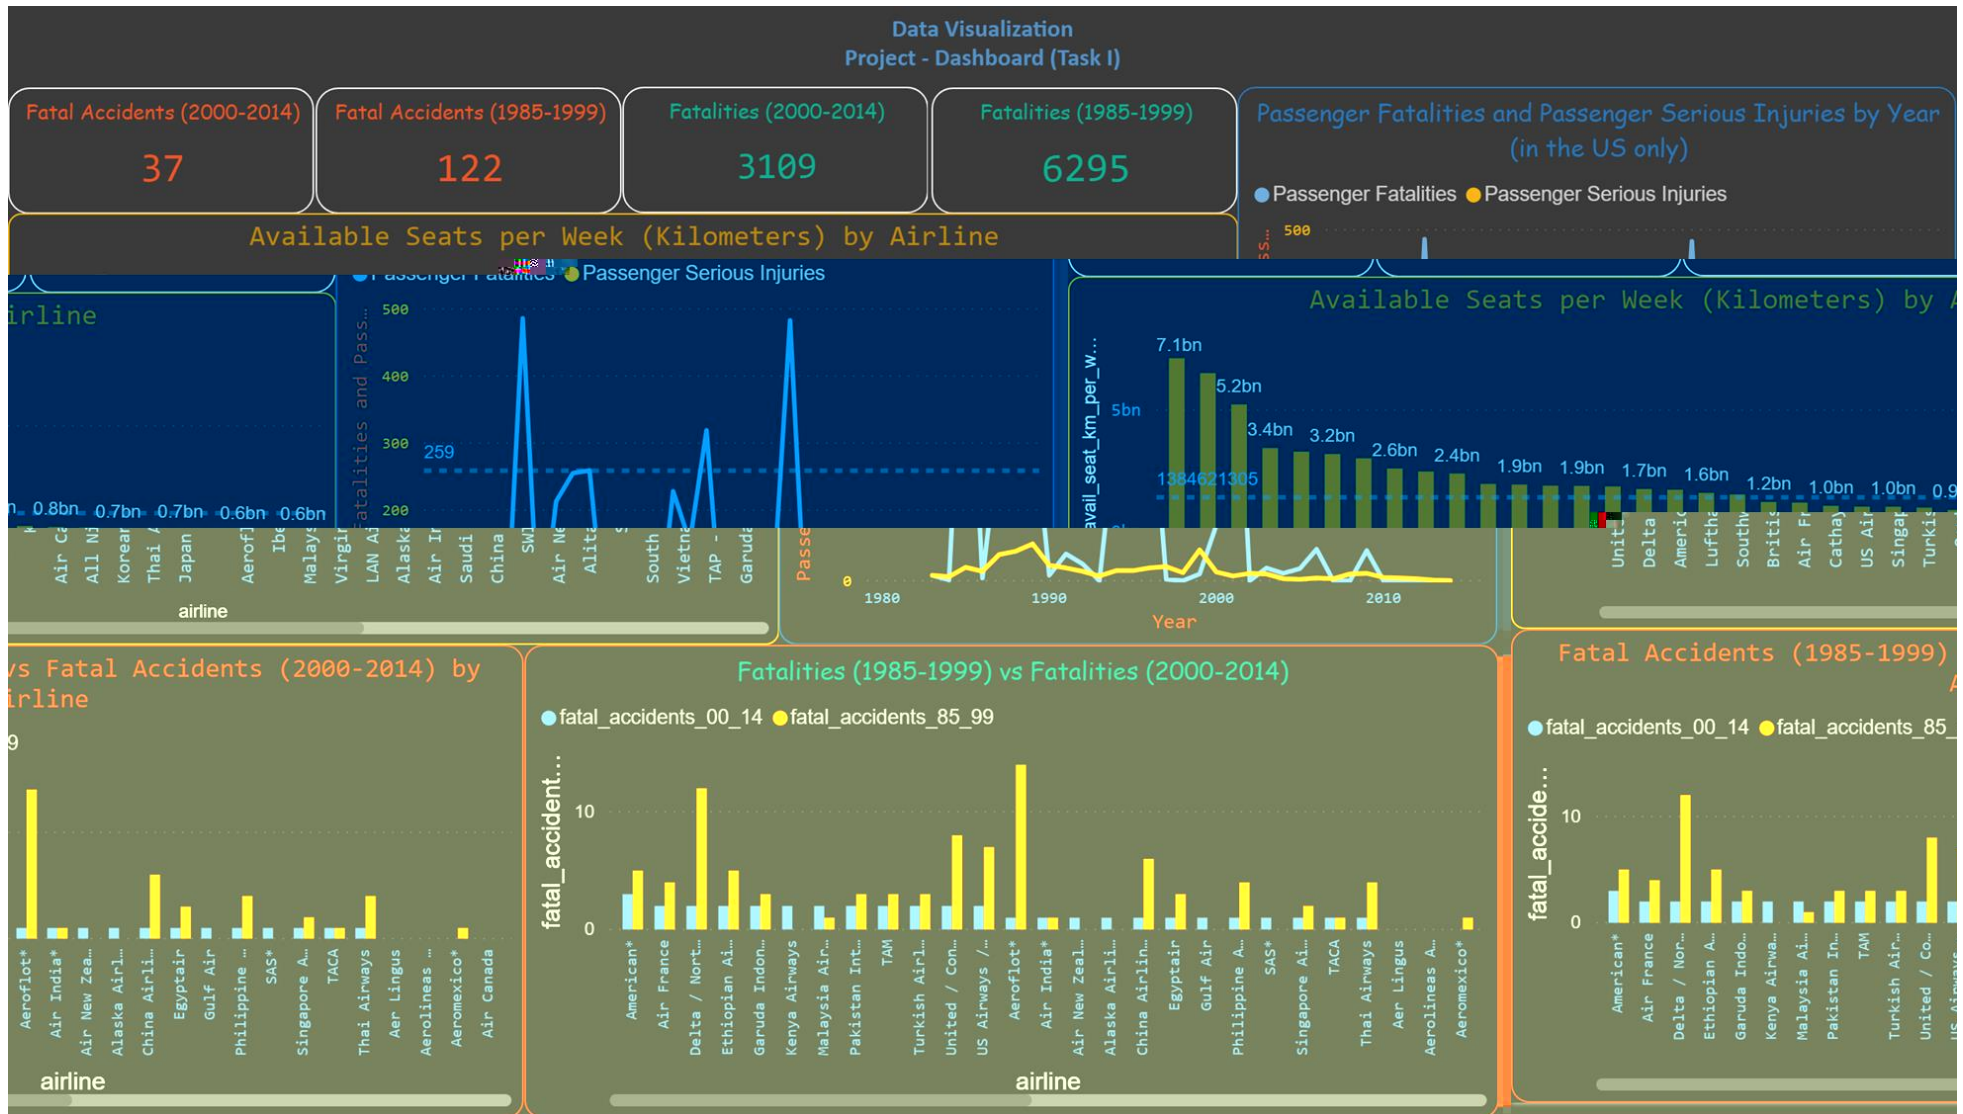 Data Visualization
Project - Dashboard (Task I)
Fatal Accidents (2000-2014)
37
Fatal Accidents (1985-1999)
122
Fatalities (2000-2014)
3109
Fatalities (1985-1999)
6295
Passenger Fatalities and Passenger Serious Injuries by Year
(in the US only)
Passenger Fatalities Passenger Serious Injuries
500
Available Seats per Week (Kilometers) by Airline
Passenger Serious Injuries
irline
500
400
300
200
259
Fatalities and Pass...
0.8bn 0.7bn 0.7bn 0.6bn 0.6bn
Available Seats per Week (Kilometers) by
avail_seat_km_per_w...
5bn
7.1bn
5.2bn
3.4bn
3.2bn
2.6bn
2.4bn
1.9bn
1.9bn
1.7bn
1.6bn
1.2bn
1.0bn
1.0bn
0.9
1384621305
Air Ca
All Ni
Korean
Thai A
Japan
Aerofl
Ibe
Malays
Virgin
LAN Ai
Alaska
Air Ir
Saudi
China
SWI
Air Ne
Alita
South
Vietna
TAP -
Garuda
airline
Passe
0
1980
1990
2000
2010
Year
Unit
Delta
Americ
Luftha
Southw
Britis
Air Fr
Cathay
US Air
Singap
Turkis
vs Fatal Accidents (2000-2014) by
irline
9
Aeroflot*
Air India*
Air New Zea...
Alaska Airl...
China Airli...
Egyptair
Gulf Air
Philippine ...
SAS*
Singapore A...
TACA
Thai Airways
Aer Lingus
Aerolineas ...
Aeromexico*
Air Canada
airline
Fatalities (1985-1999) vs Fatalities (2000-2014)
fatal_accidents_00_14 fatal_accidents_85_99
fatal_accident...
10
0
American*
Air France
Delta / Nort...
Ethiopian Ai...
Garuda Indon...
Kenya Airways
Malaysia Air...
Pakistan Int...
TAM
Turkish Airl...
United / Con...
US Airways /...
Aeroflot*
Air India*
Air New Zeal...
Alaska Airli...
China Airlin...
Egyptair
Gulf Air
Philippine A...
SAS*
Singapore Ai...
TACA
Thai Airways
Aer Lingus
Aerolineas A...
Aeromexico*
airline
Fatal Accidents (1985-1999)
fatal_accidents_00_14 fatal_accidents_85_
fatal_accide...
10
0
American*
Air France
Delta / Nor...
Ethiopian A...
Garuda Indo...
Kenya Airwa...
Malaysia Ai...
Pakistan In...
TAM
Turkish Air...
United / Co...
US Airways